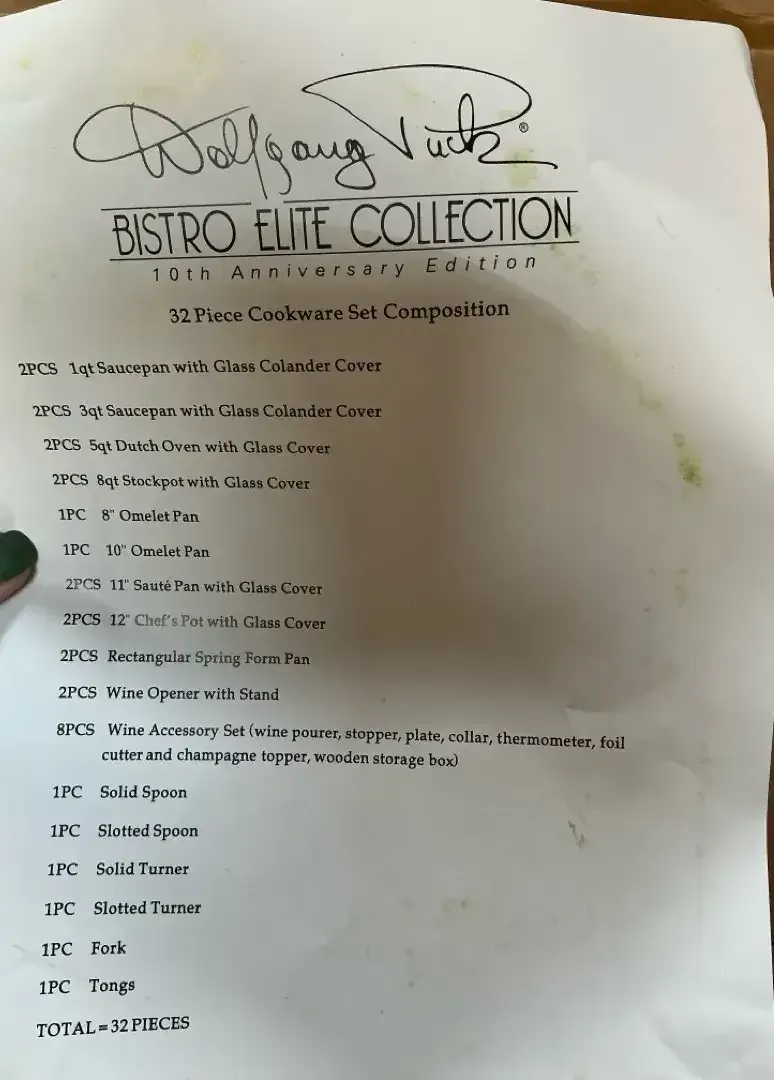 Wolfgang Puck®
BISTRO ELITE COLLECTION
10th Anniversary Edition
32 Piece Cookware Set Composition
2PCS 1qt Saucepan with Glass Colander Cover
2PCS 3qt Saucepan with Glass Colander Cover
2PCS 5qt Dutch Oven with Glass Cover
2PCS 8qt Stockpot with Glass Cover
1PC 8" Omelet Pan
1PC 10" Omelet Pan
2PCS 11" Sauté Pan with Glass Cover
2PCS 12" Chef's Pot with Glass Cover
2PCS Rectangular Spring Form Pan
2PCS Wine Opener with Stand
8PCS Wine Accessory Set (wine pourer, stopper, plate, collar, thermometer, foil
cutter and champagne topper, wooden storage box)
1PC Solid Spoon
1PC Slotted Spoon
1PC Solid Turner
1PC Slotted Turner
1PC Fork
1PC Tongs
TOTAL = 32 PIECES